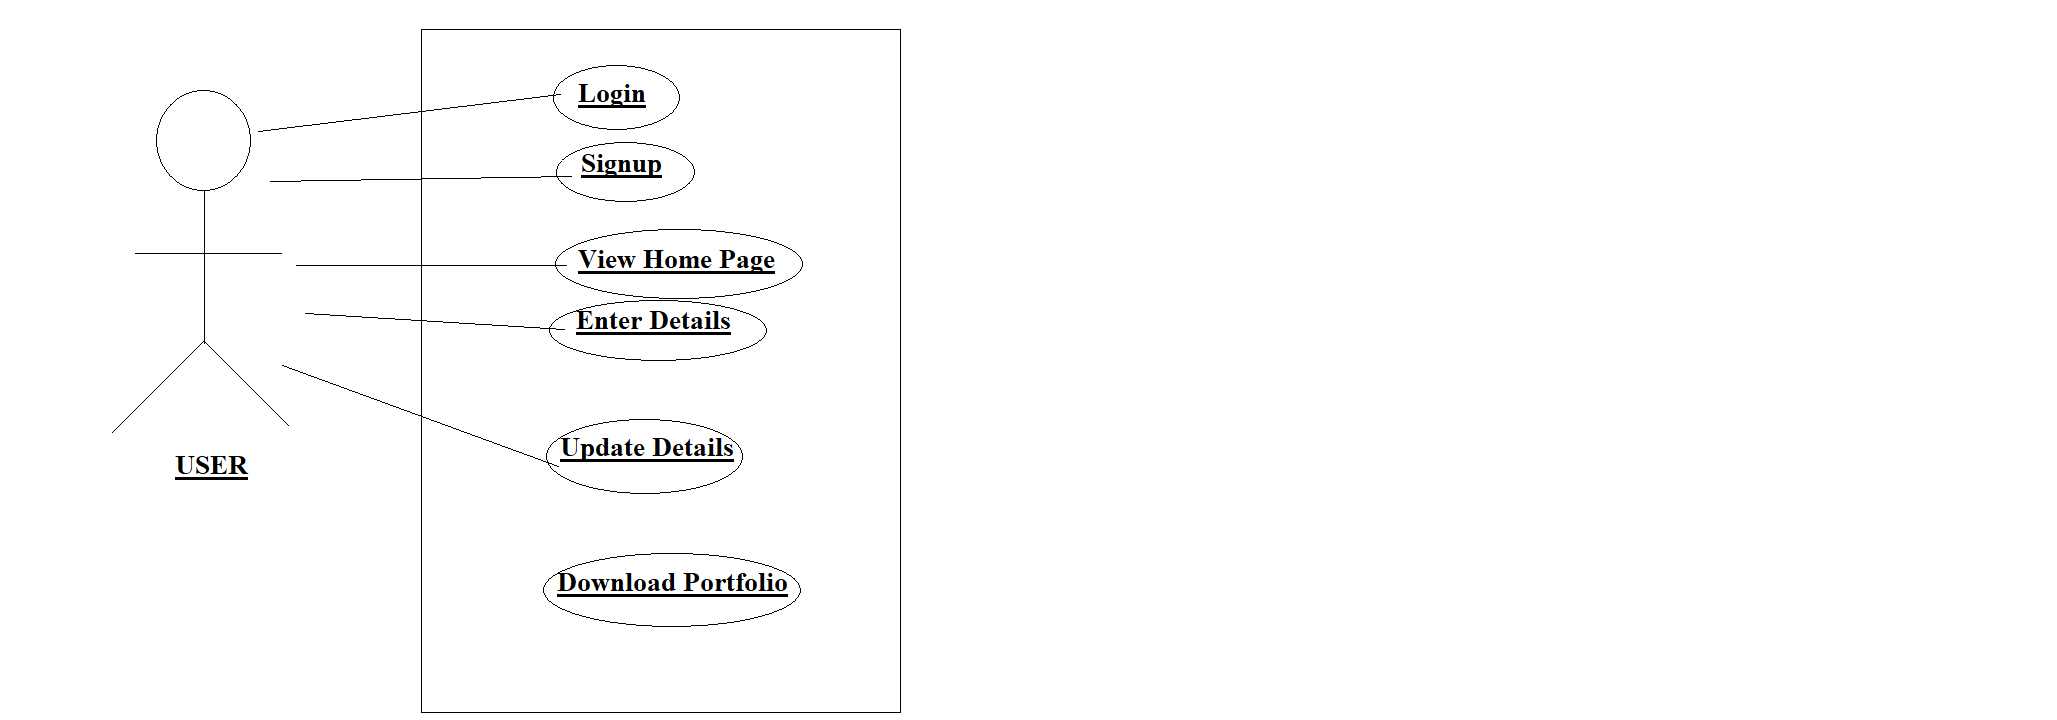 Login
Signup
View Home Page
Enter Details
Update Details
USER
Download Portfolio